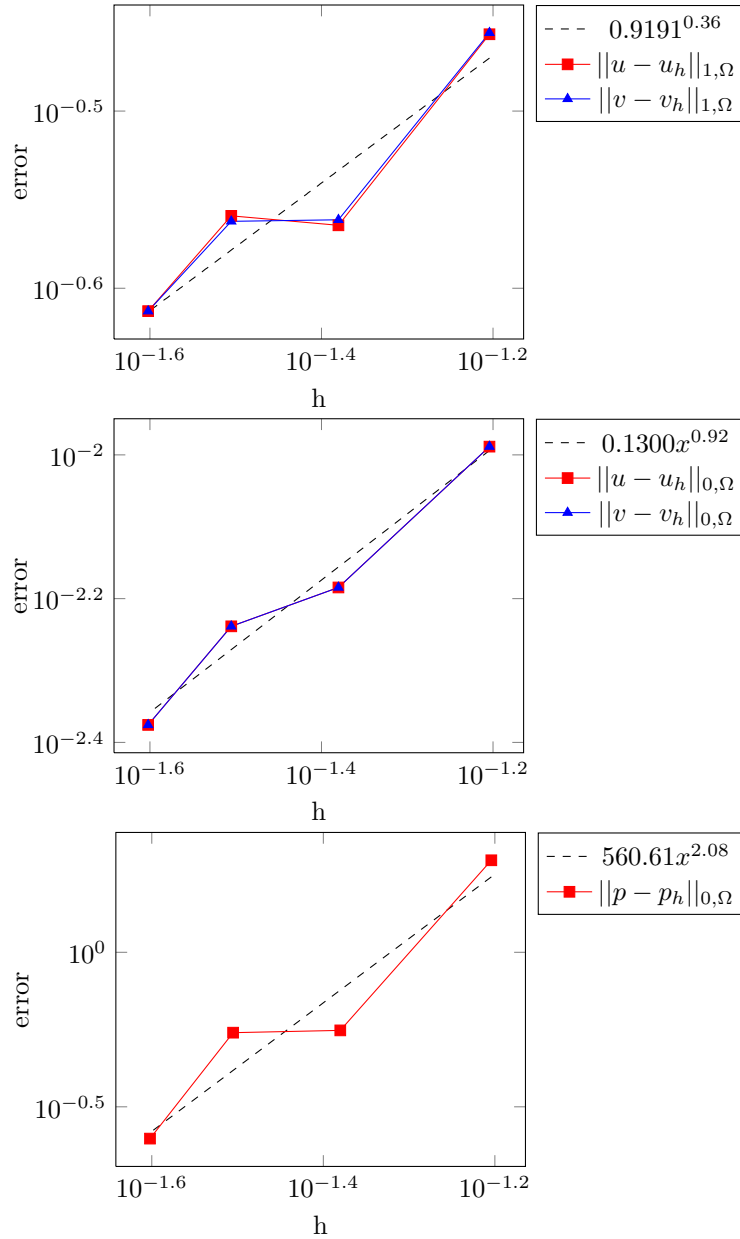 0.9191^{0.36}
||u − u_h||_{1,Ω}
||v − v_h||_{1,Ω}
10^{−0.5}
error
10^{−0.6}
10^{−1.6} 10^{−1.4} 10^{−1.2}
h
0.1300x^{0.92}
||u − u_h||_{0,Ω}
||v − v_h||_{0,Ω}
10^{−2}
10^{−2.2}
error
10^{−2.4}
10^{−1.6} 10^{−1.4} 10^{−1.2}
h
560.61x^{2.08}
||p − p_h||_{0,Ω}
10^{0}
error
10^{−0.5}
10^{−1.6} 10^{−1.4} 10^{−1.2}
h